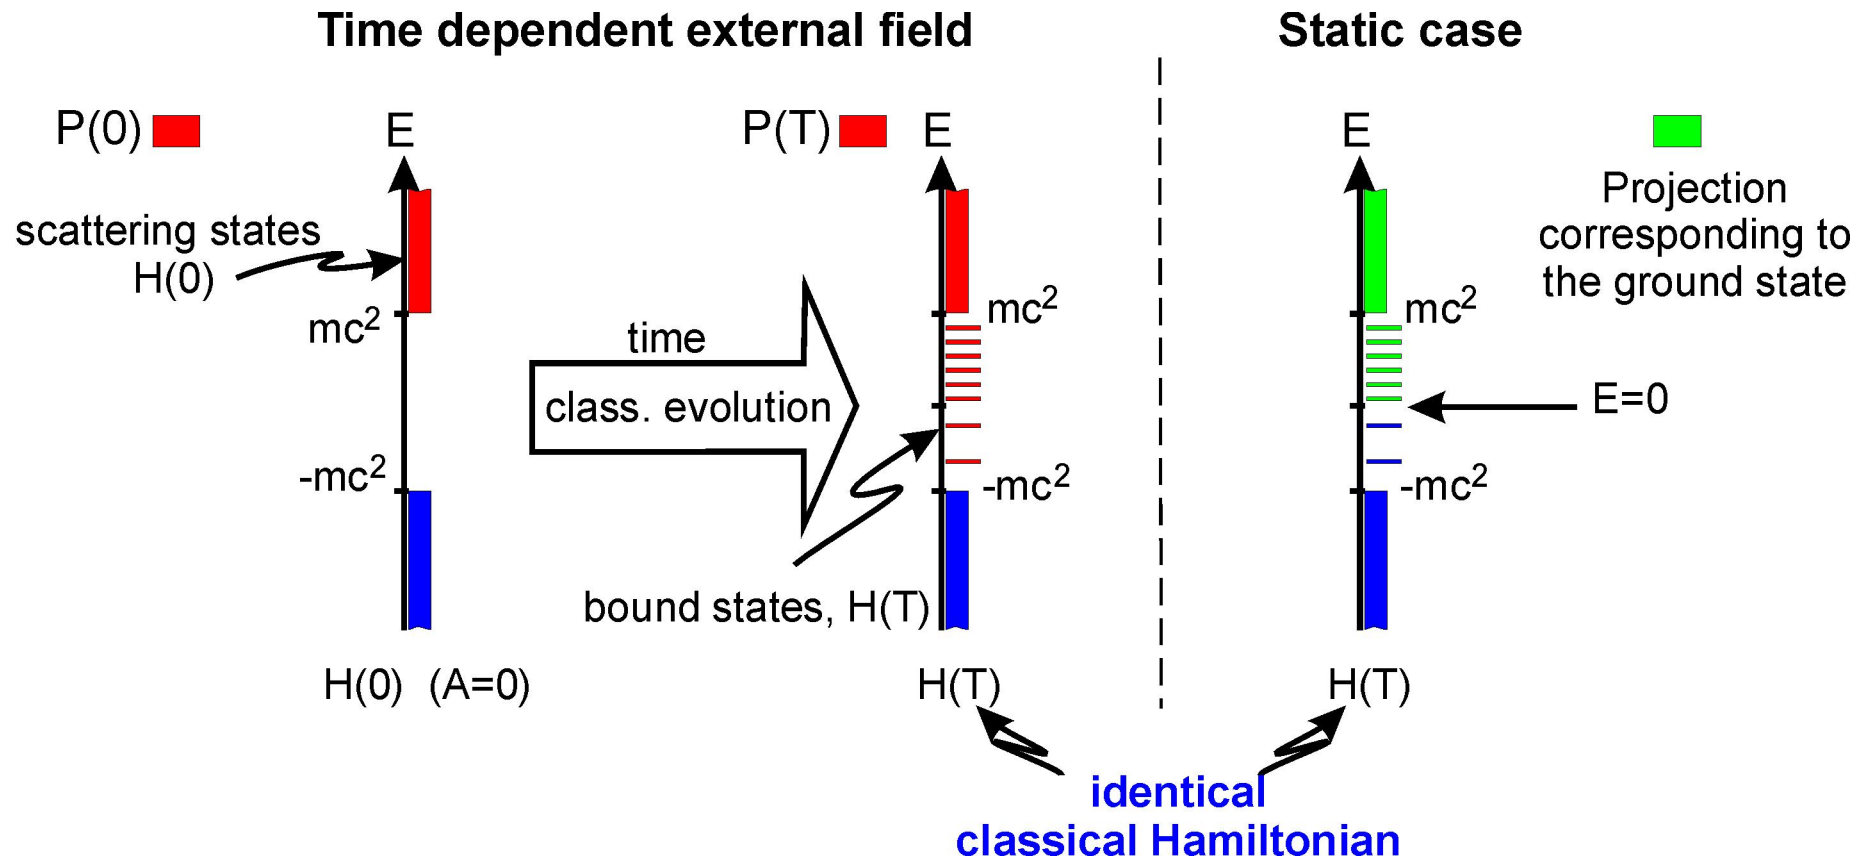 Time dependent external field
Static case
P(0)
E
P(T)
E
E
scattering states
H(0)
Projection
corresponding to
the ground state
mc²
mc²
mc²
time
class. evolution
E=0
-mc²
-mc²
-mc²
bound states, H(T)
H(0) (A=0)
H(T)
H(T)
identical
classical Hamiltonian